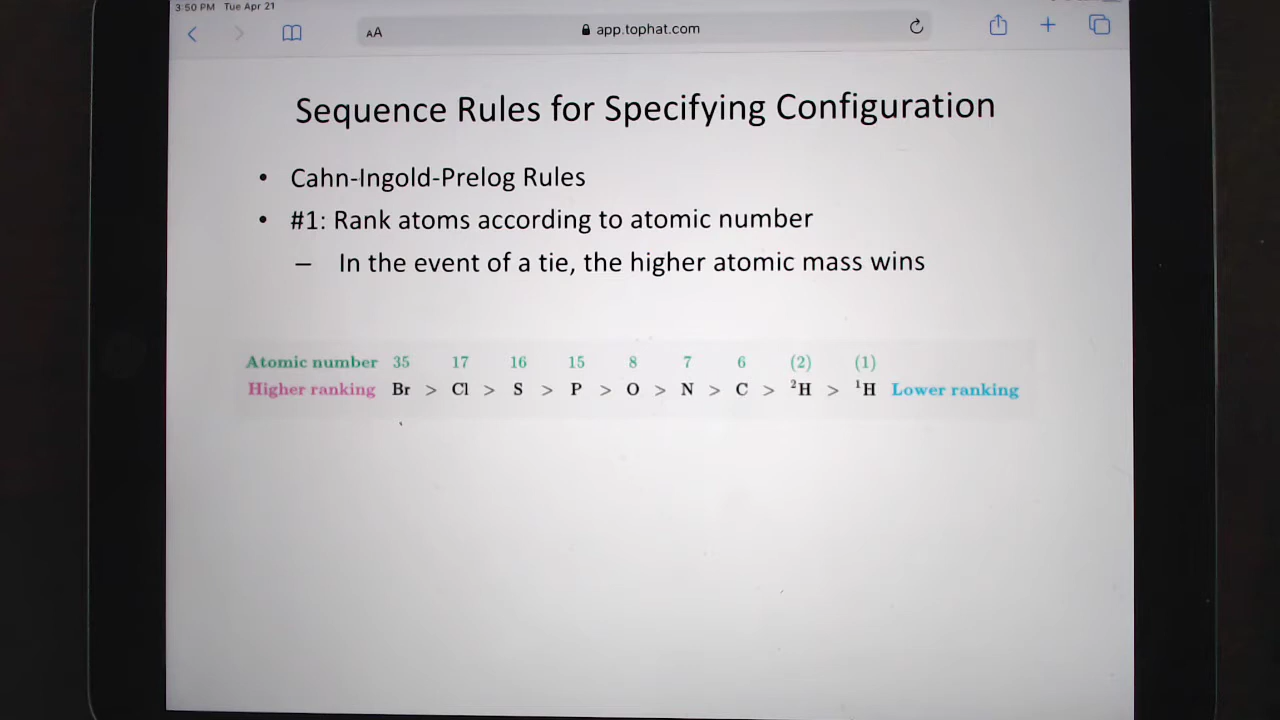 3:50 PM Tue Apr 21
AA app.tophat.com
Sequence Rules for Specifying Configuration
• Cahn-Ingold-Prelog Rules
• #1: Rank atoms according to atomic number
– In the event of a tie, the higher atomic mass wins
Atomic number 35 17 16 15 8 7 6 (2) (1)
Higher ranking Br > Cl > S > P > O > N > C > ²H > ¹H Lower ranking